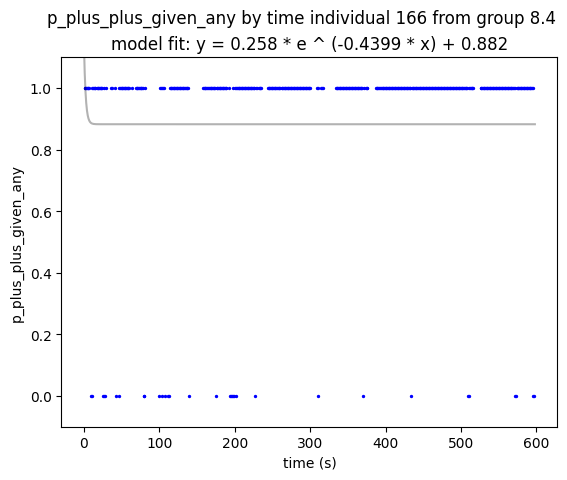 p_plus_plus_given_any by time individual 166 from group 8.4
model fit: y = 0.258 * e ^ (-0.4399 * x) + 0.882
1.0
0.8
0.6
0.4
0.2
0.0
p_plus_plus_given_any
0 100 200 300 400 500 600
time (s)